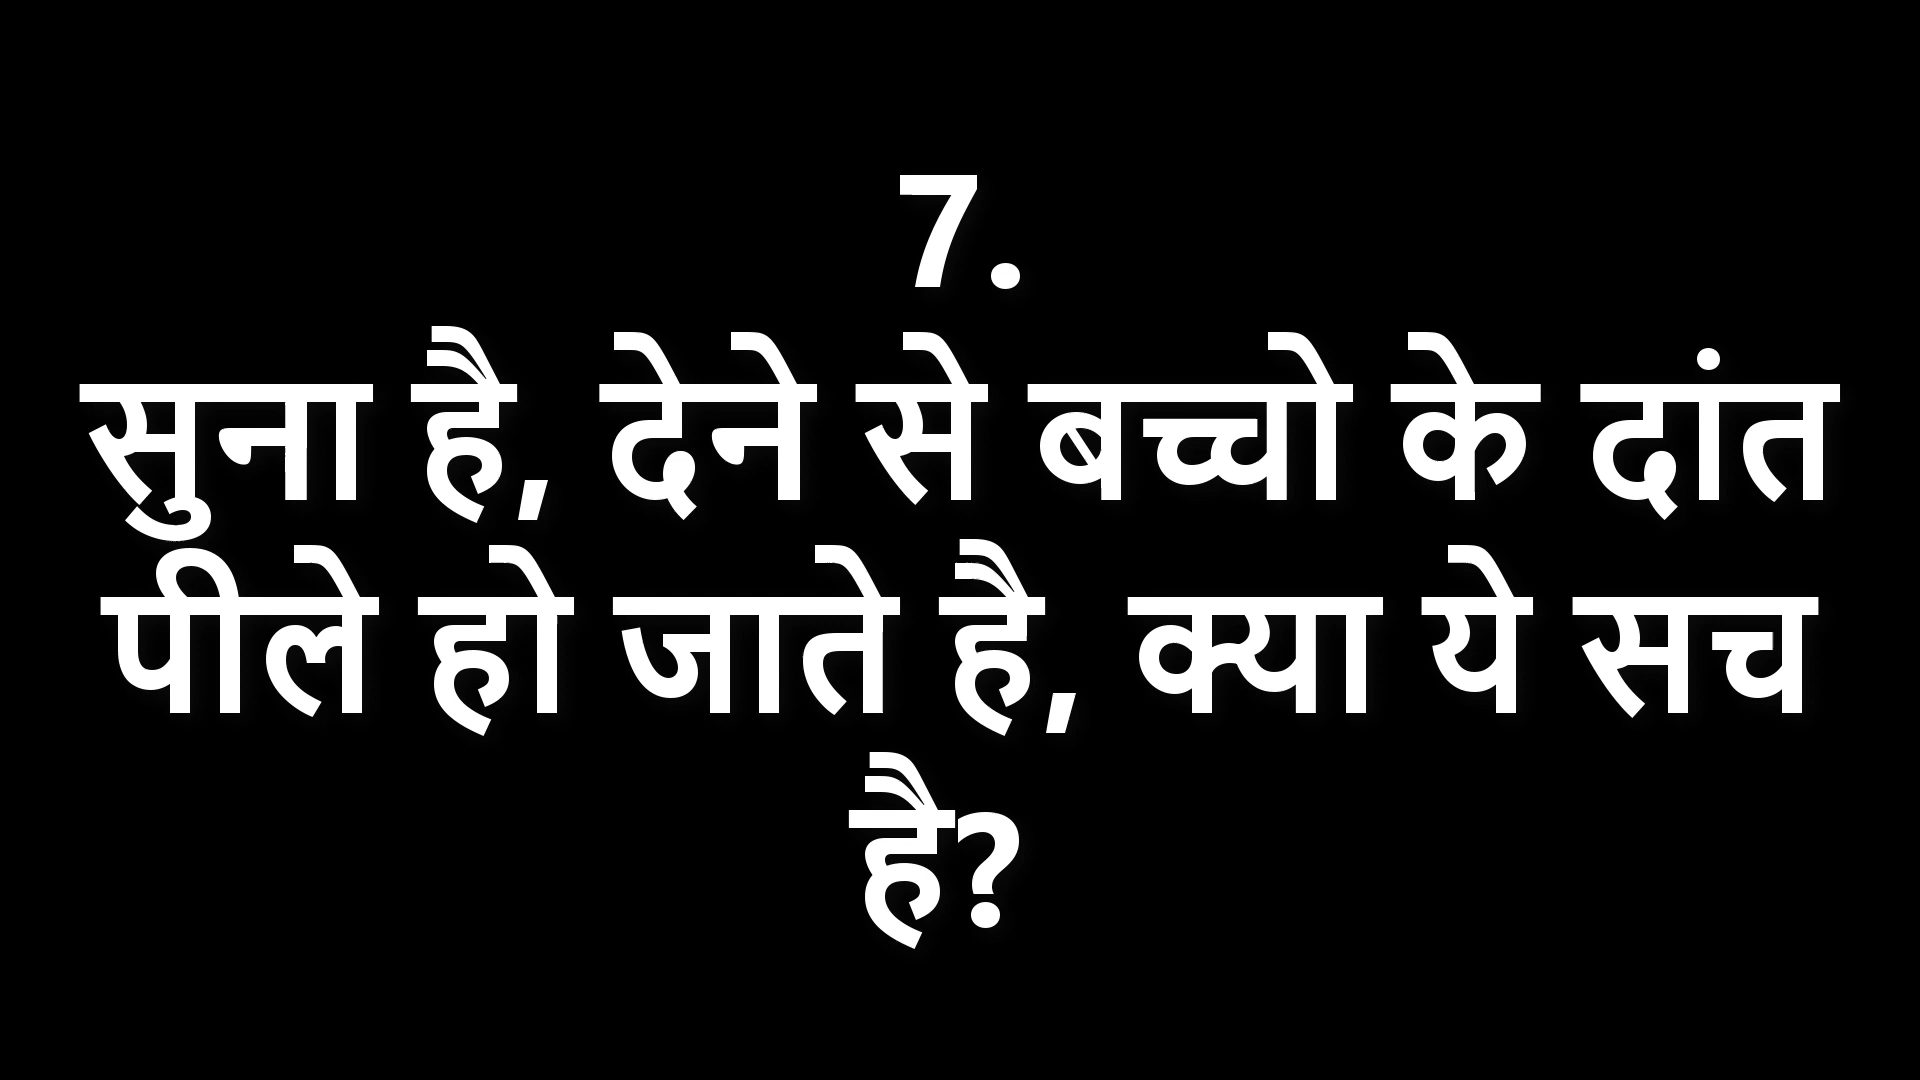 7.
सुना है, देने से बच्चो के दांत
पीले हो जाते है, क्या ये सच
है?